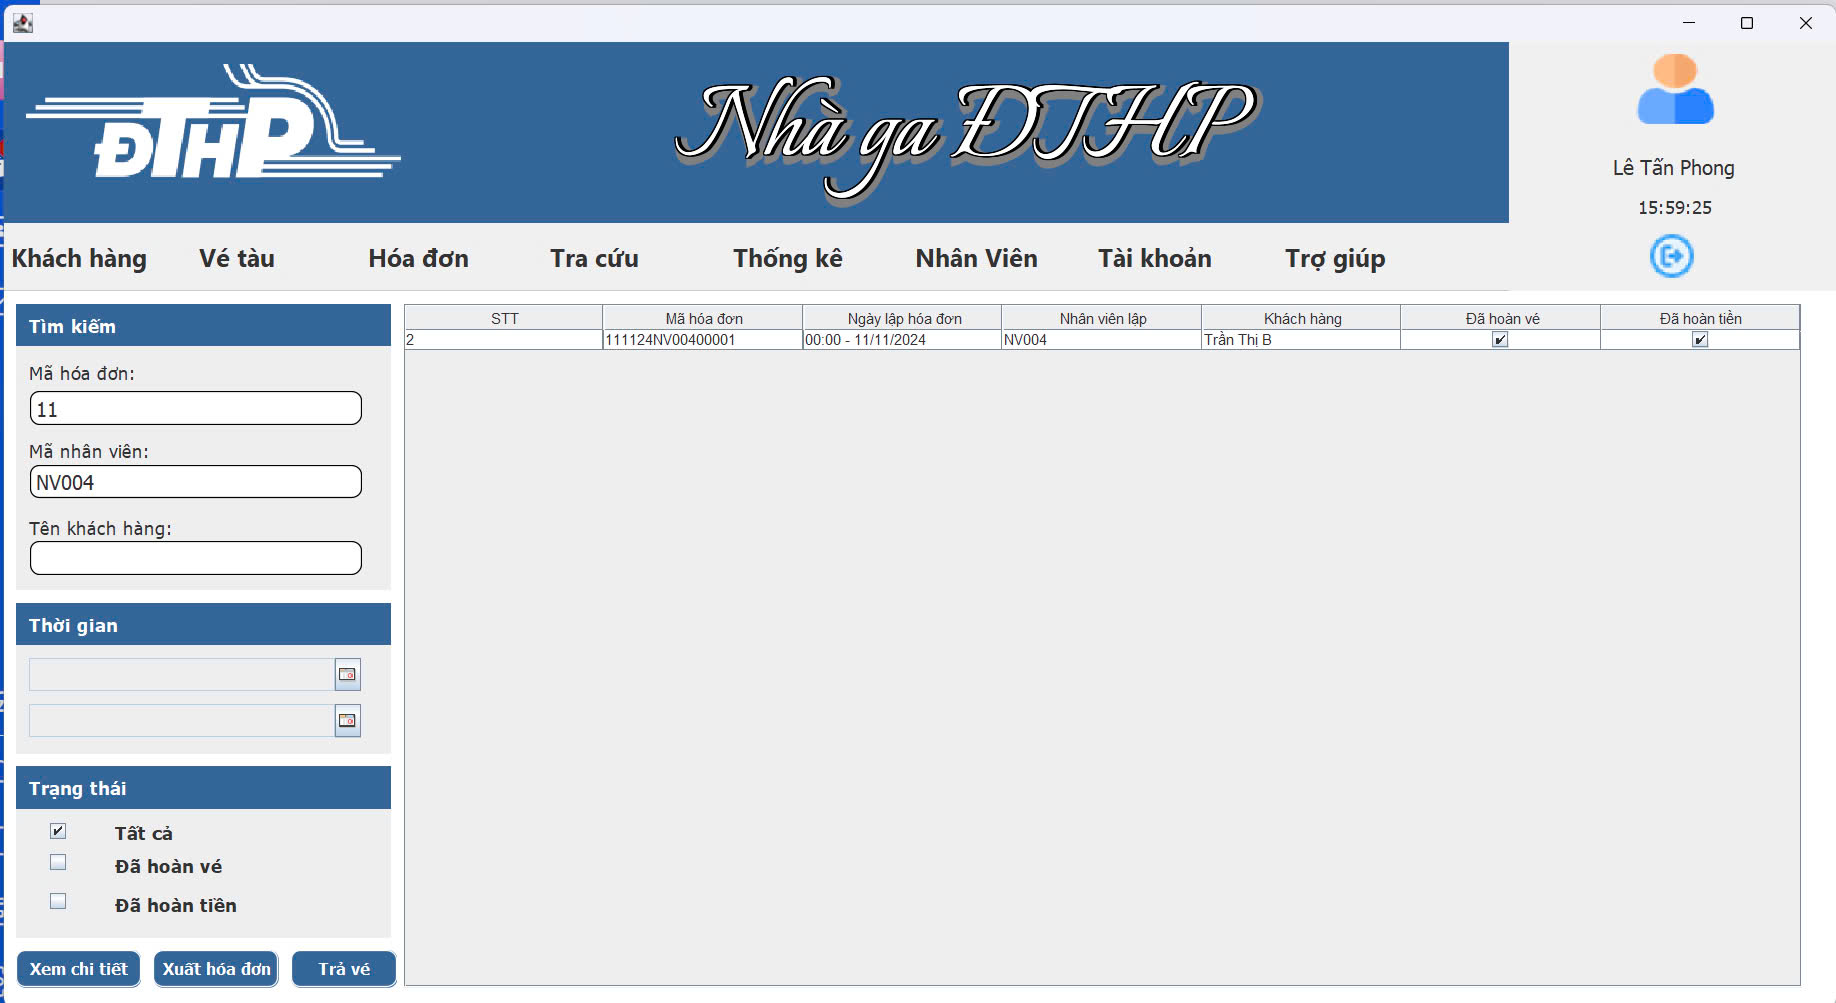 ĐTHP
Nhà ga ĐTHP
Lê Tấn Phong
15:59:25
Khách hàng Vé tàu Hóa đơn Tra cứu Thống kê Nhân Viên Tài khoản Trợ giúp
Tìm kiếm
Mã hóa đơn:
11
Mã nhân viên:
NV004
Tên khách hàng:
Thời gian
Trạng thái
Tất cả
Đã hoàn vé
Đã hoàn tiền
Xem chi tiết Xuất hóa đơn Trả vé
STT Mã hóa đơn Ngày lập hóa đơn Nhân viên lập Khách hàng Đã hoàn vé Đã hoàn tiền
2 111124NV00400001 00:00 - 11/11/2024 NV004 Trần Thị B